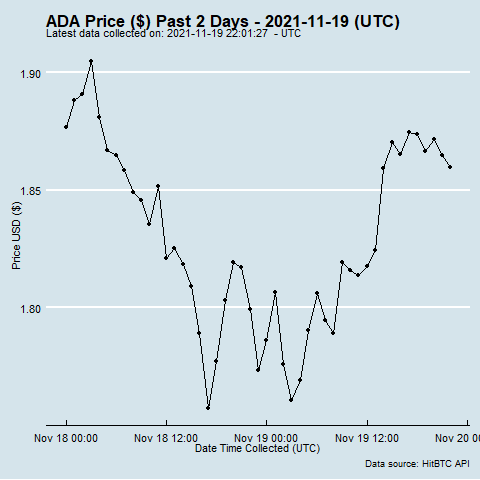 ADA Price ($) Past 2 Days - 2021-11-19 (UTC)
Latest data collected on: 2021-11-19 22:01:27 - UTC
1.90
1.85
1.80
Price USD ($)
Nov 18 00:00 Nov 18 12:00 Nov 19 00:00 Nov 19 12:00 Nov 20 00
Date Time Collected (UTC)
Data source: HitBTC API